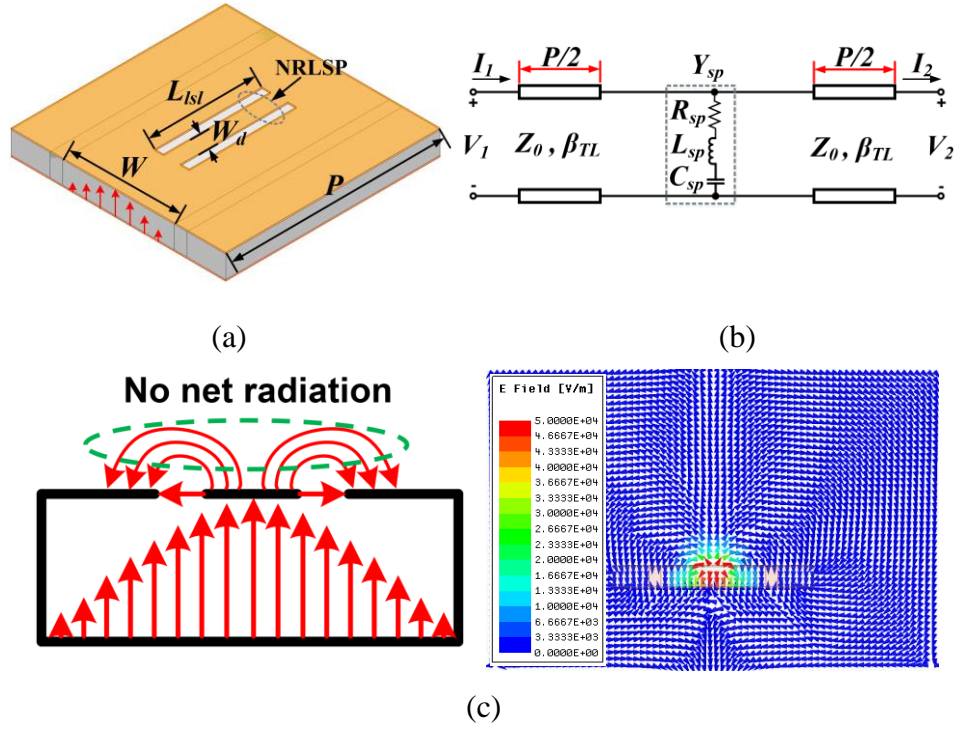 NRLSP
L_lsl
W_d
W
P
(a)
I_1
P/2
Y_sp
P/2
I_2
+
+
R_sp
V_1
Z_0 , β_TL
L_sp
Z_0 , β_TL
V_2
C_sp
-
-
(b)
No net radiation
E Field [V/m]
5.0000E+04
4.6667E+04
4.3333E+04
4.0000E+04
3.6667E+04
3.3333E+04
3.0000E+04
2.6667E+04
2.3333E+04
2.0000E+04
1.6667E+04
1.3333E+04
1.0000E+04
6.6667E+03
3.3333E+03
0.0000E+00
(c)